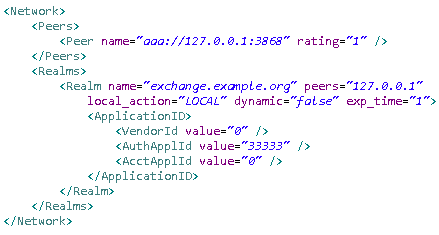 <Network>
<Peers>
<Peer name="aaa://127.0.0.1:3868" rating="1" />
</Peers>
<Realms>
<Realm name="exchange.example.org" peers="127.0.0.1"
local_action="LOCAL" dynamic="false" exp_time="1">
<ApplicationID>
<VendorId value="0" />
<AuthApplId value="33333" />
<AcctApplId value="0" />
</ApplicationID>
</Realm>
</Realms>
</Network>